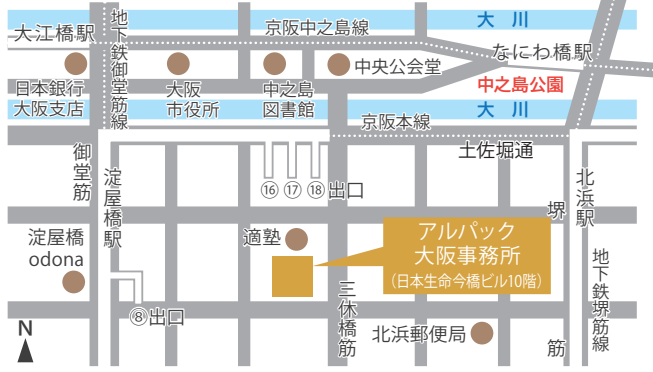 大川
大江橋駅
地下鉄御堂筋線
京阪中之島線
なにわ橋駅
中央公会堂
日本銀行
大阪支店
大阪
市役所
中之島
図書館
中之島公園
大川
京阪本線
土佐堀通
御堂筋
淀屋橋駅
⑯ ⑰ ⑱出口
北浜駅
堺筋
淀屋橋
odona
適塾
アルパック
大阪事務所
(日本生命今橋ビル10階)
地下鉄堺筋線
⑧出口
三休橋筋
北浜郵便局
N